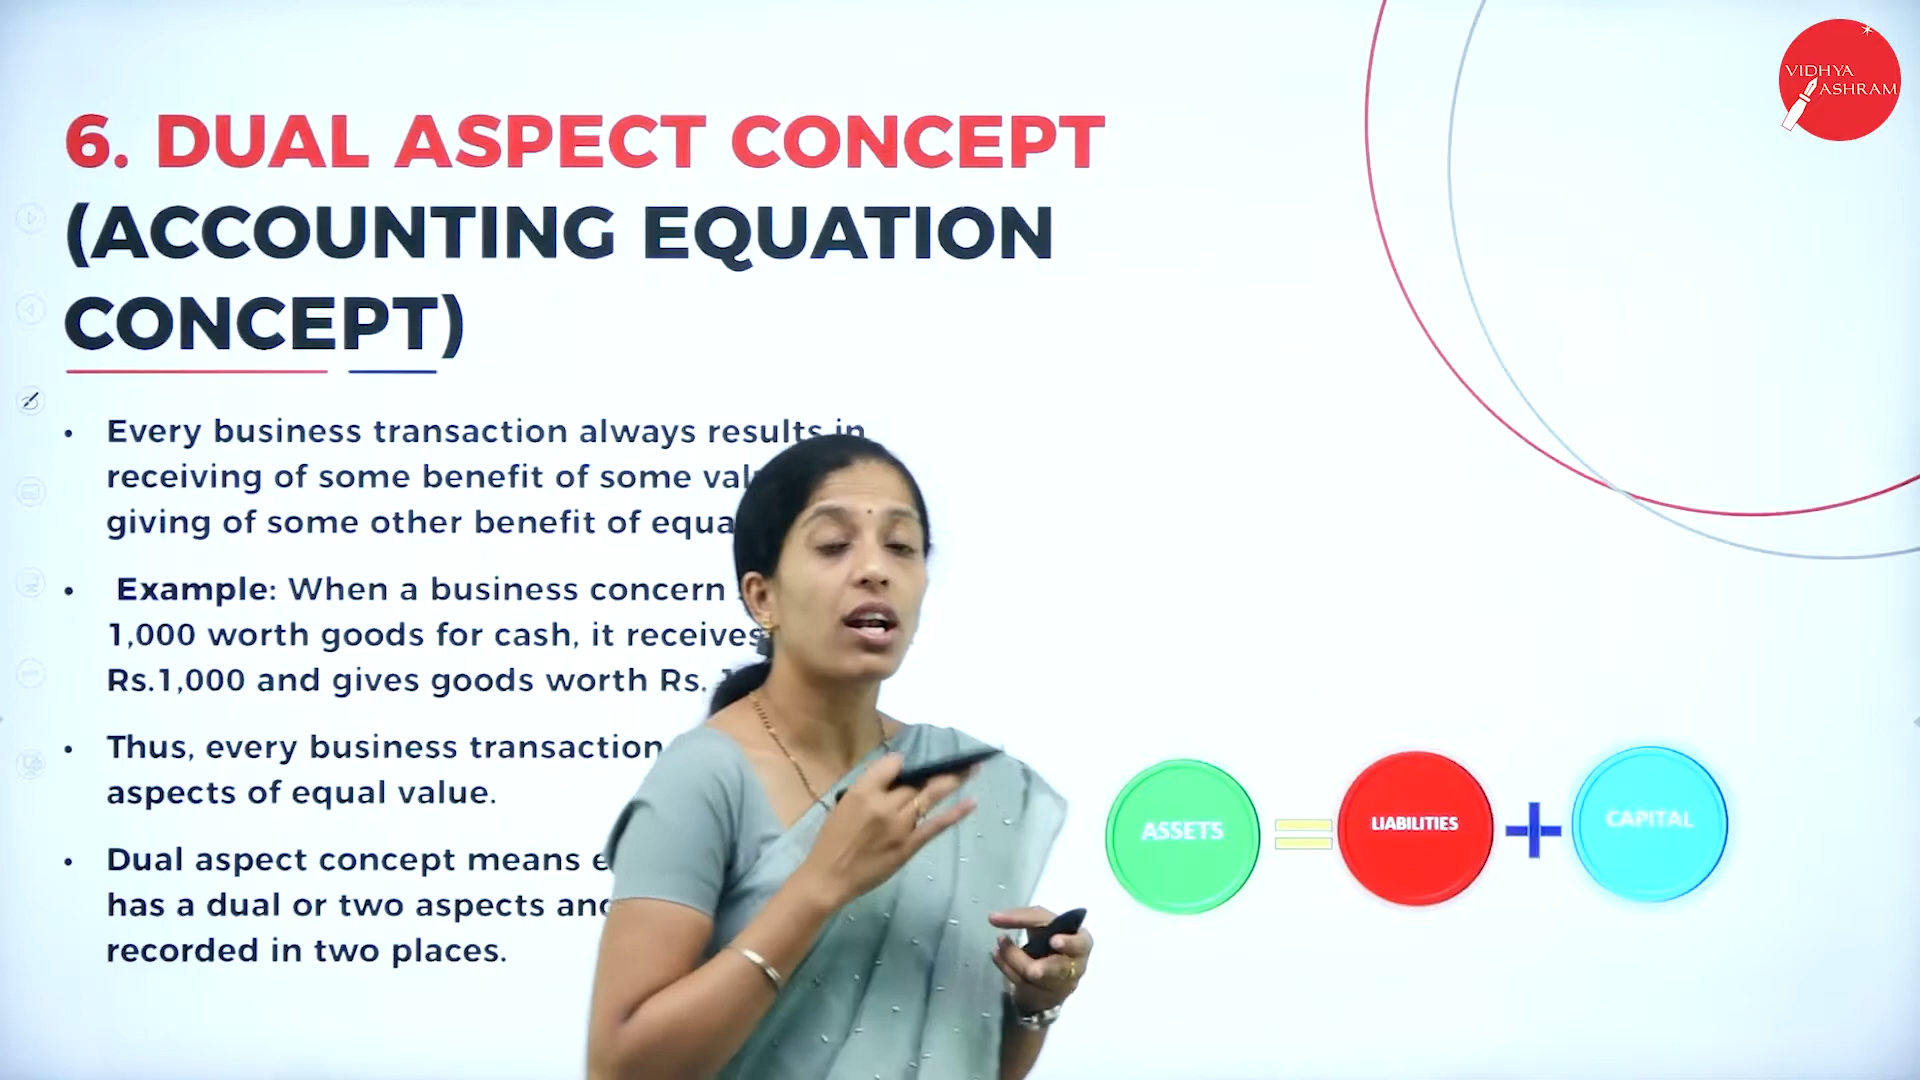 VIDHYA
ASHRAM
6. DUAL ASPECT CONCEPT
(ACCOUNTING EQUATION
CONCEPT)
• Every business transaction always results in
receiving of some benefit of some
giving of some other benefit of
• Example: When a business concern
1,000 worth goods for cash, it receives
Rs.1,000 and gives goods worth Rs.
• Thus, every business transaction
aspects of equal value.
• Dual aspect concept means
has a dual or two aspects
recorded in two places.
ASSETS = LIABILITIES + CAPITAL